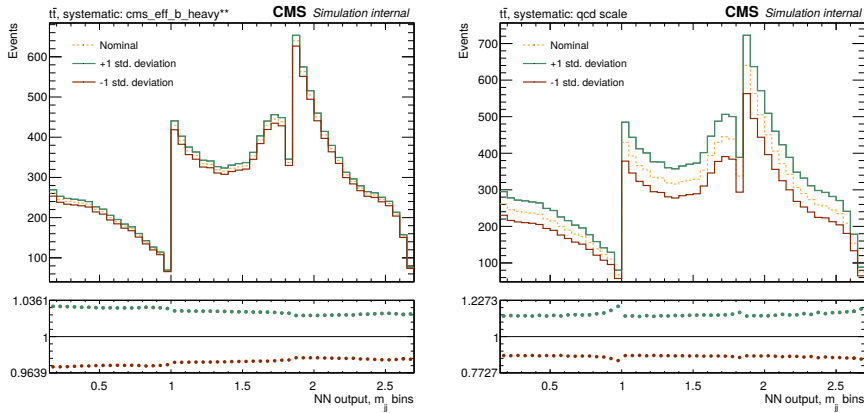 tt̄, systematic: cms_eff_b_heavy** CMS Simulation internal
Events
Nominal
+1 std. deviation
-1 std. deviation
600
500
400
300
200
100
1.0361
1
0.9639
0.5 1 1.5 2 2.5
NN output, m_jj bins
tt̄, systematic: qcd scale CMS Simulation internal
Events
Nominal
+1 std. deviation
-1 std. deviation
700
600
500
400
300
200
100
1.2273
1
0.7727
0.5 1 1.5 2 2.5
NN output, m_jj bins